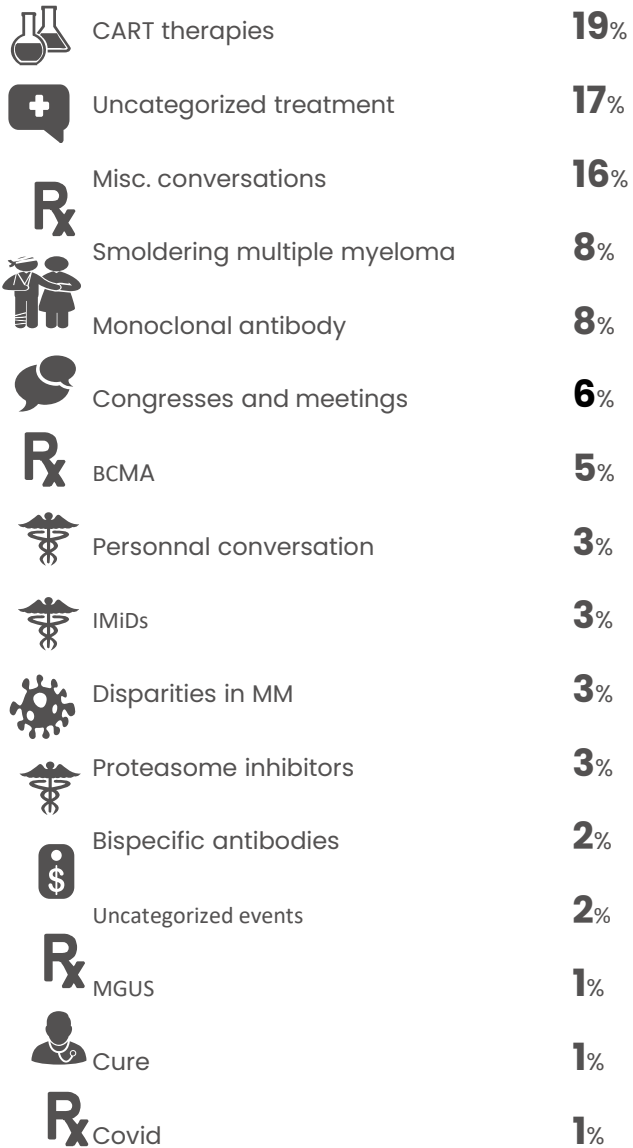 CART therapies 19%
Uncategorized treatment 17%
Misc. conversations 16%
Smoldering multiple myeloma 8%
Monoclonal antibody 8%
Congresses and meetings 6%
BCMA 5%
Personnal conversation 3%
IMiDs 3%
Disparities in MM 3%
Proteasome inhibitors 3%
Bispecific antibodies 2%
Uncategorized events 2%
MGUS 1%
Cure 1%
Covid 1%